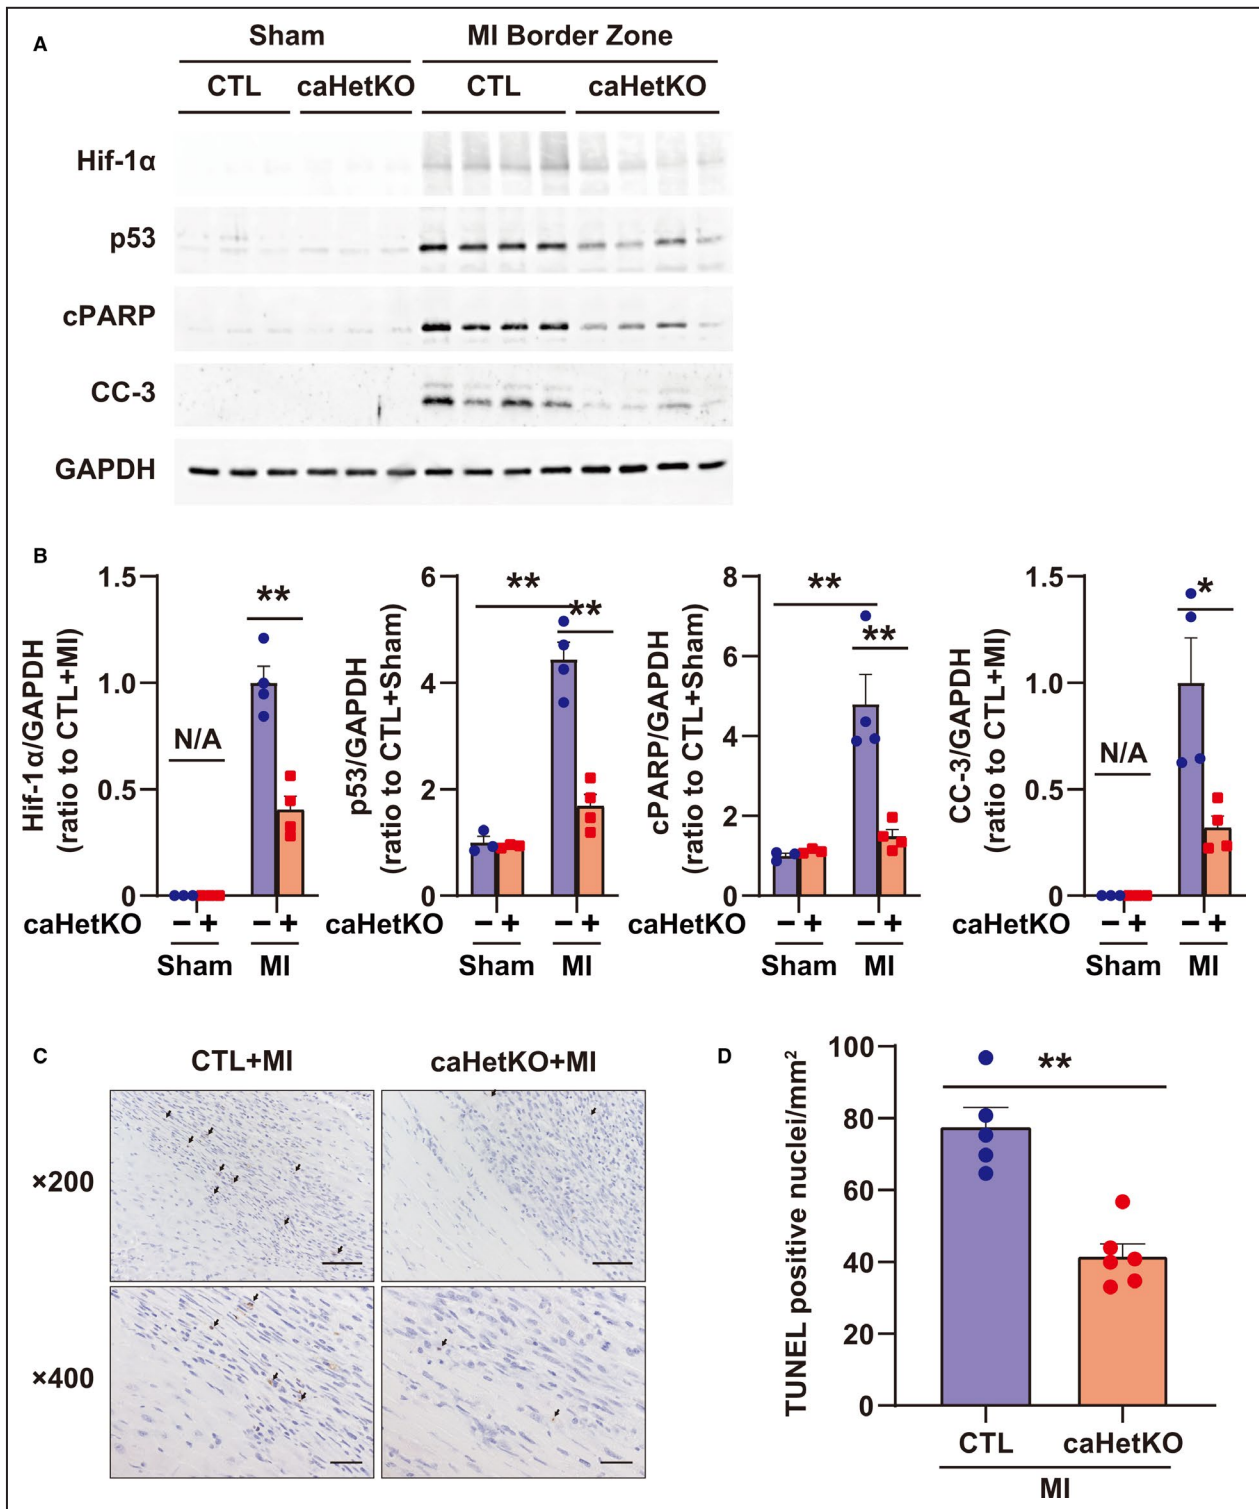 A
Sham
MI Border Zone
CTL
caHetKO
CTL
caHetKO
Hif-1α
p53
cPARP
CC-3
GAPDH
B
Hif-1α/GAPDH
(ratio to CTL+MI)
1.5
1.0
0.5
0
N/A
**
caHetKO
− +
Sham
MI
p53/GAPDH
(ratio to CTL+Sham)
6
4
2
0
**
**
caHetKO
− +
− +
Sham
MI
cPARP/GAPDH
(ratio to CTL+Sham)
8
6
4
2
0
**
**
caHetKO
− +
− +
Sham
MI
CC-3/GAPDH
(ratio to CTL+MI)
1.5
1.0
0.5
0
N/A
*
caHetKO
− +
− +
Sham
MI
C
CTL+MI
caHetKO+MI
×200
×400
D
TUNEL positive nuclei/mm²
100
80
60
40
20
0
**
CTL
caHetKO
MI